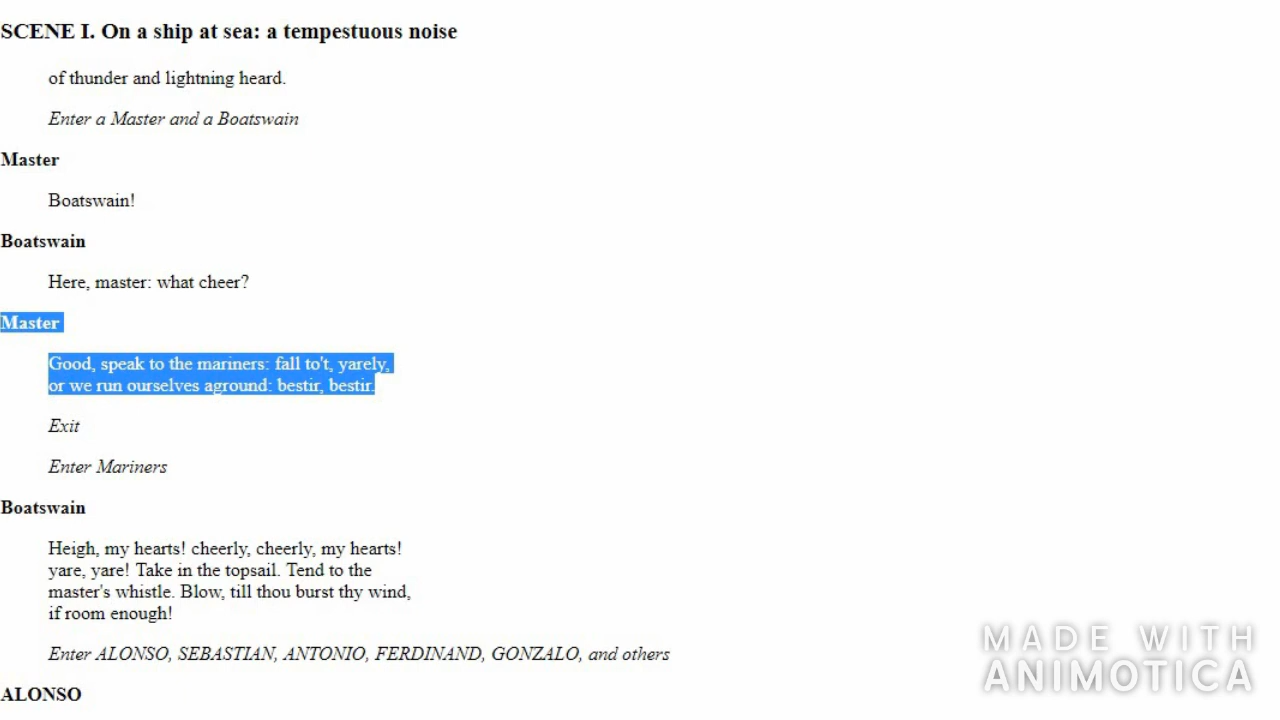 SCENE I. On a ship at sea: a tempestuous noise
of thunder and lightning heard.
Enter a Master and a Boatswain
Master
Boatswain!
Boatswain
Here, master: what cheer?
Master
Good, speak to the mariners: fall to't, yarely,
or we run ourselves aground: bestir, bestir.
Exit
Enter Mariners
Boatswain
Heigh, my hearts! cheerly, cheerly, my hearts!
yare, yare! Take in the topsail. Tend to the
master's whistle. Blow, till thou burst thy wind,
if room enough!
Enter ALONSO, SEBASTIAN, ANTONIO, FERDINAND, GONZALO, and others
ALONSO
MADE WITH
ANIMOTICA